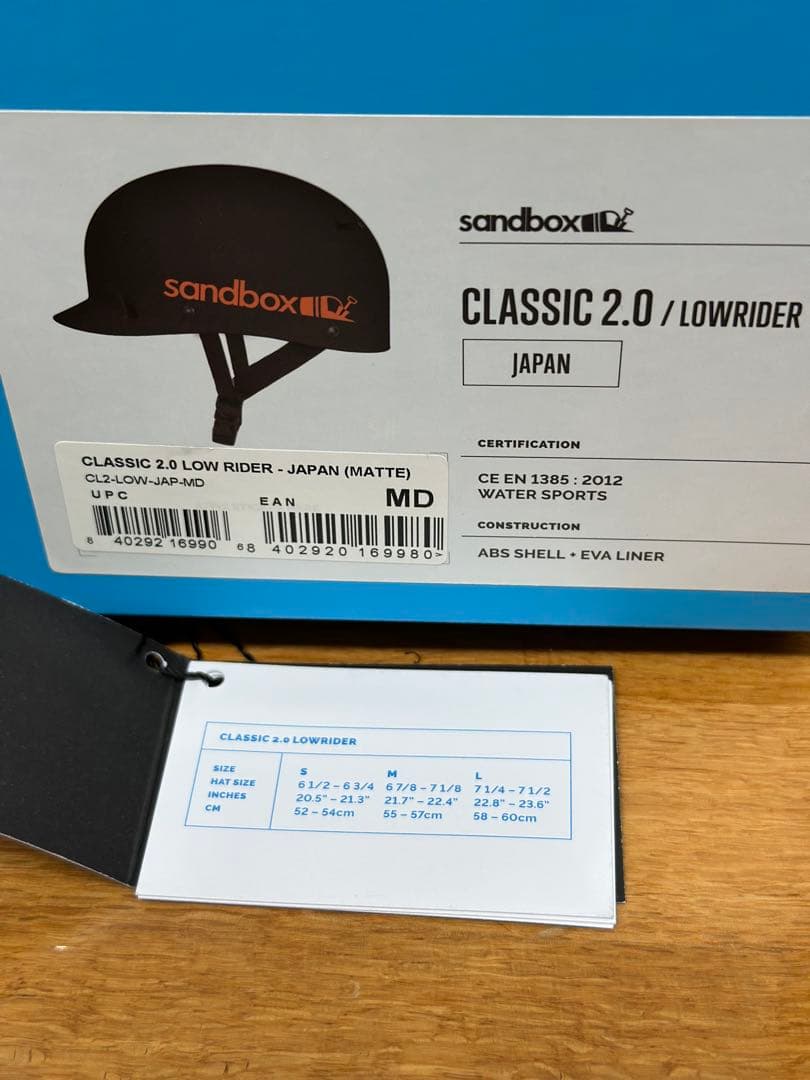 sandbox
sandbox
CLASSIC 2.0 / LOWRIDER
JAPAN
CERTIFICATION
CE EN 1385 : 2012
WATER SPORTS
CONSTRUCTION
ABS SHELL + EVA LINER
CLASSIC 2.0 LOW RIDER - JAPAN (MATTE)
CL2-LOW-JAP-MD
UPC EAN MD
8 40292 16990 6 8 402920 169980 >
CLASSIC 2.0 LOWRIDER
SIZE S M L
HAT SIZE 6 1/2 – 6 3/4 6 7/8 – 7 1/8 7 1/4 – 7 1/2
INCHES 20.5" – 21.3" 21.7" – 22.4" 22.8" – 23.6"
CM 52 – 54cm 55 – 57cm 58 – 60cm